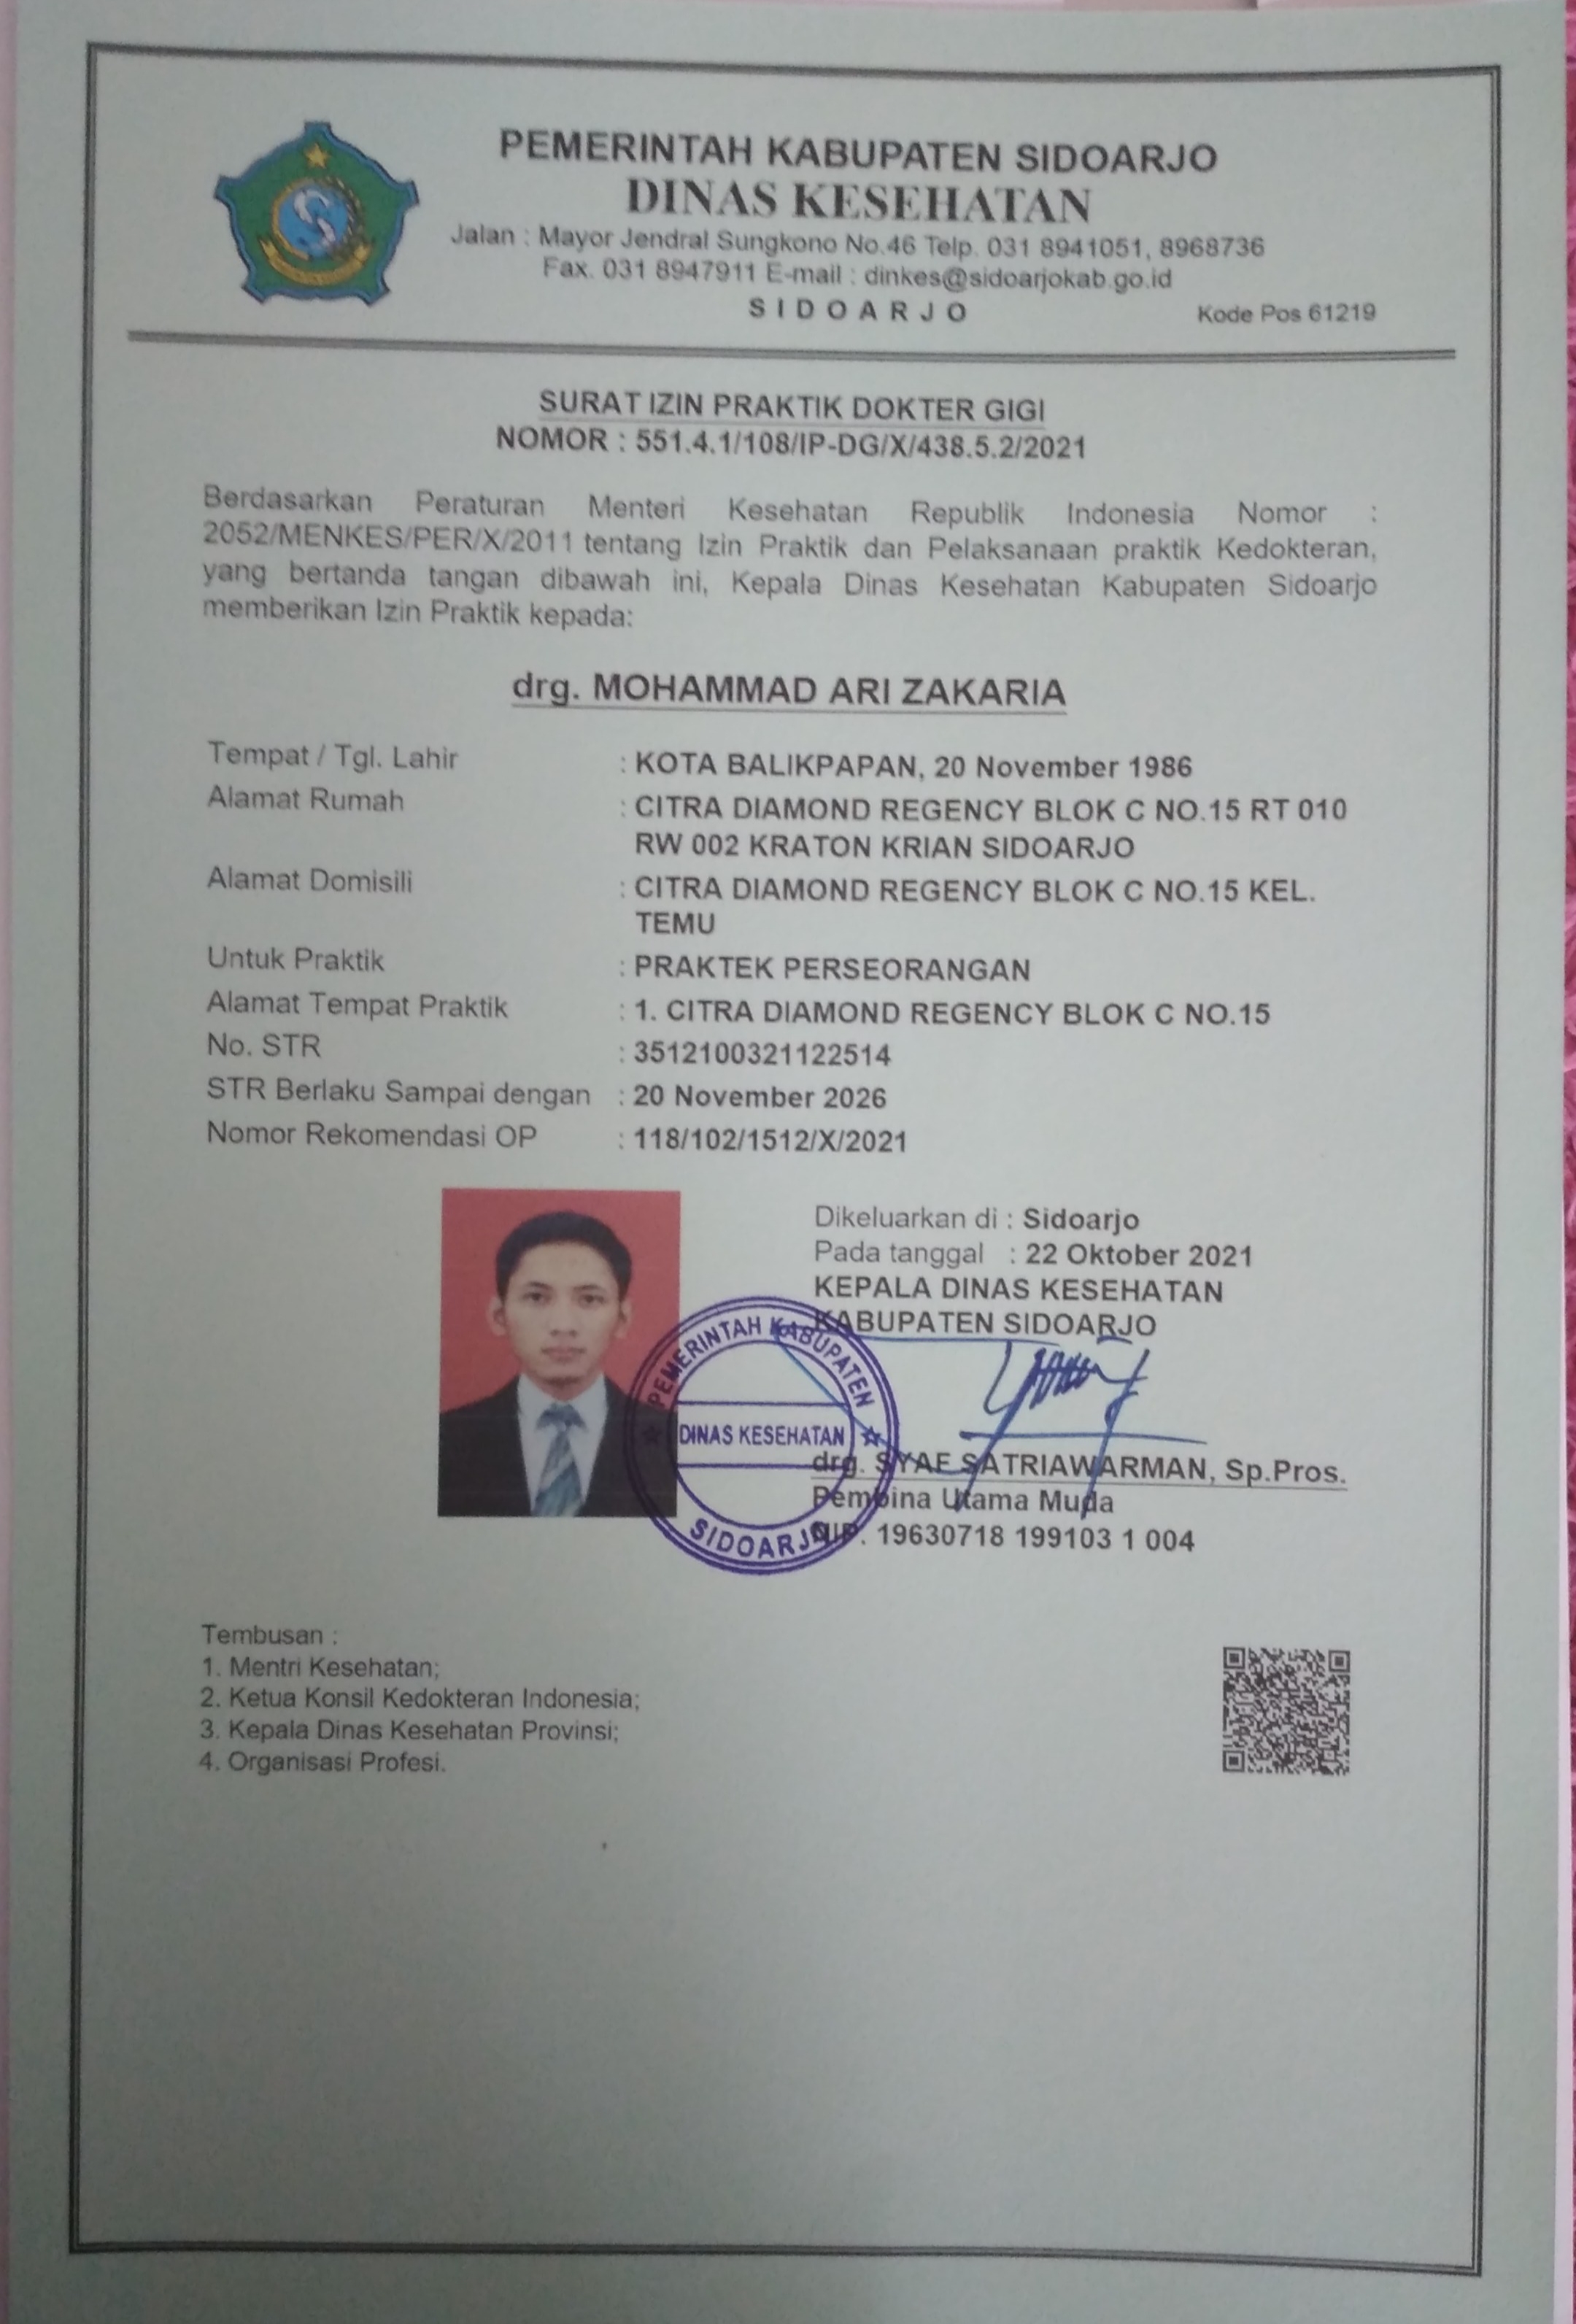 PEMERINTAH KABUPATEN SIDOARJO
DINAS KESEHATAN
Jalan : Mayor Jendral Sungkono No.46 Telp. 031 8941051, 8968736
Fax. 031 8947911 E-mail : dinkes@sidoarjokab.go.id
SIDOARJO Kode Pos 61219
SURAT IZIN PRAKTIK DOKTER GIGI
NOMOR : 551.4.1/108/IP-DG/X/438.5.2/2021
Berdasarkan Peraturan Menteri Kesehatan Republik Indonesia Nomor :
2052/MENKES/PER/X/2011 tentang Izin Praktik dan Pelaksanaan praktik Kedokteran,
yang bertanda tangan dibawah ini, Kepala Dinas Kesehatan Kabupaten Sidoarjo
memberikan Izin Praktik kepada:
drg. MOHAMMAD ARI ZAKARIA
Tempat / Tgl. Lahir : KOTA BALIKPAPAN, 20 November 1986
Alamat Rumah : CITRA DIAMOND REGENCY BLOK C NO.15 RT 010
RW 002 KRATON KRIAN SIDOARJO
Alamat Domisili : CITRA DIAMOND REGENCY BLOK C NO.15 KEL.
TEMU
Untuk Praktik : PRAKTEK PERSEORANGAN
Alamat Tempat Praktik : 1. CITRA DIAMOND REGENCY BLOK C NO.15
No. STR : 3512100321122514
STR Berlaku Sampai dengan : 20 November 2026
Nomor Rekomendasi OP : 118/102/1512/X/2021
Dikeluarkan di : Sidoarjo
Pada tanggal : 22 Oktober 2021
KEPALA DINAS KESEHATAN
KABUPATEN SIDOARJO
PEMERINTAH KABUPATEN
DINAS KESEHATAN
SIDOARJO
drg. SYAF SATRIAWARMAN, Sp.Pros.
Pembina Utama Muda
NIP. 19630718 199103 1 004
Tembusan :
1. Mentri Kesehatan;
2. Ketua Konsil Kedokteran Indonesia;
3. Kepala Dinas Kesehatan Provinsi;
4. Organisasi Profesi.